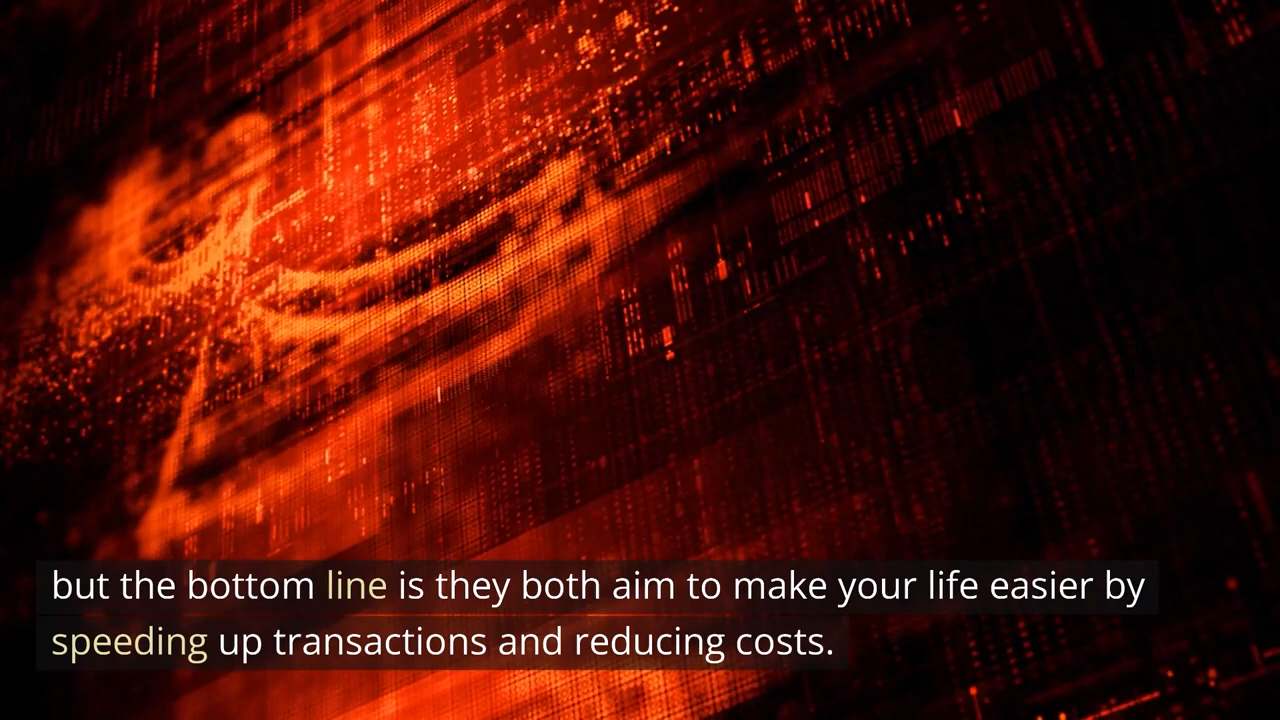 but the bottom line is they both aim to make your life easier by
speeding up transactions and reducing costs.